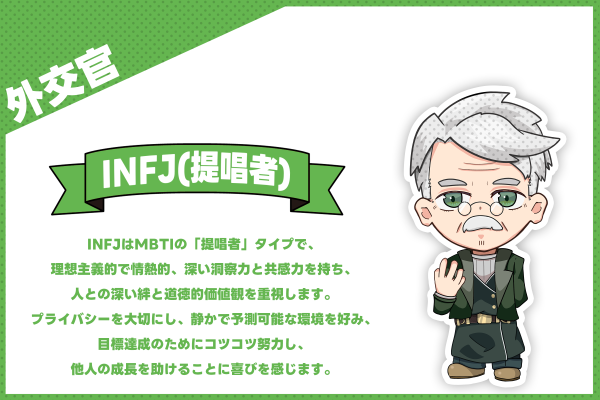 外交官
INFJ(提唱者)
INFJはMBTIの「提唱者」タイプで、
理想主義的で情熱的、深い洞察力と共感力を持ち、
人との深い絆と道徳的価値観を重視します。
プライバシーを大切にし、静かで予測可能な環境を好み、
目標達成のためにコツコツ努力し、
他人の成長を助けることに喜びを感じます。